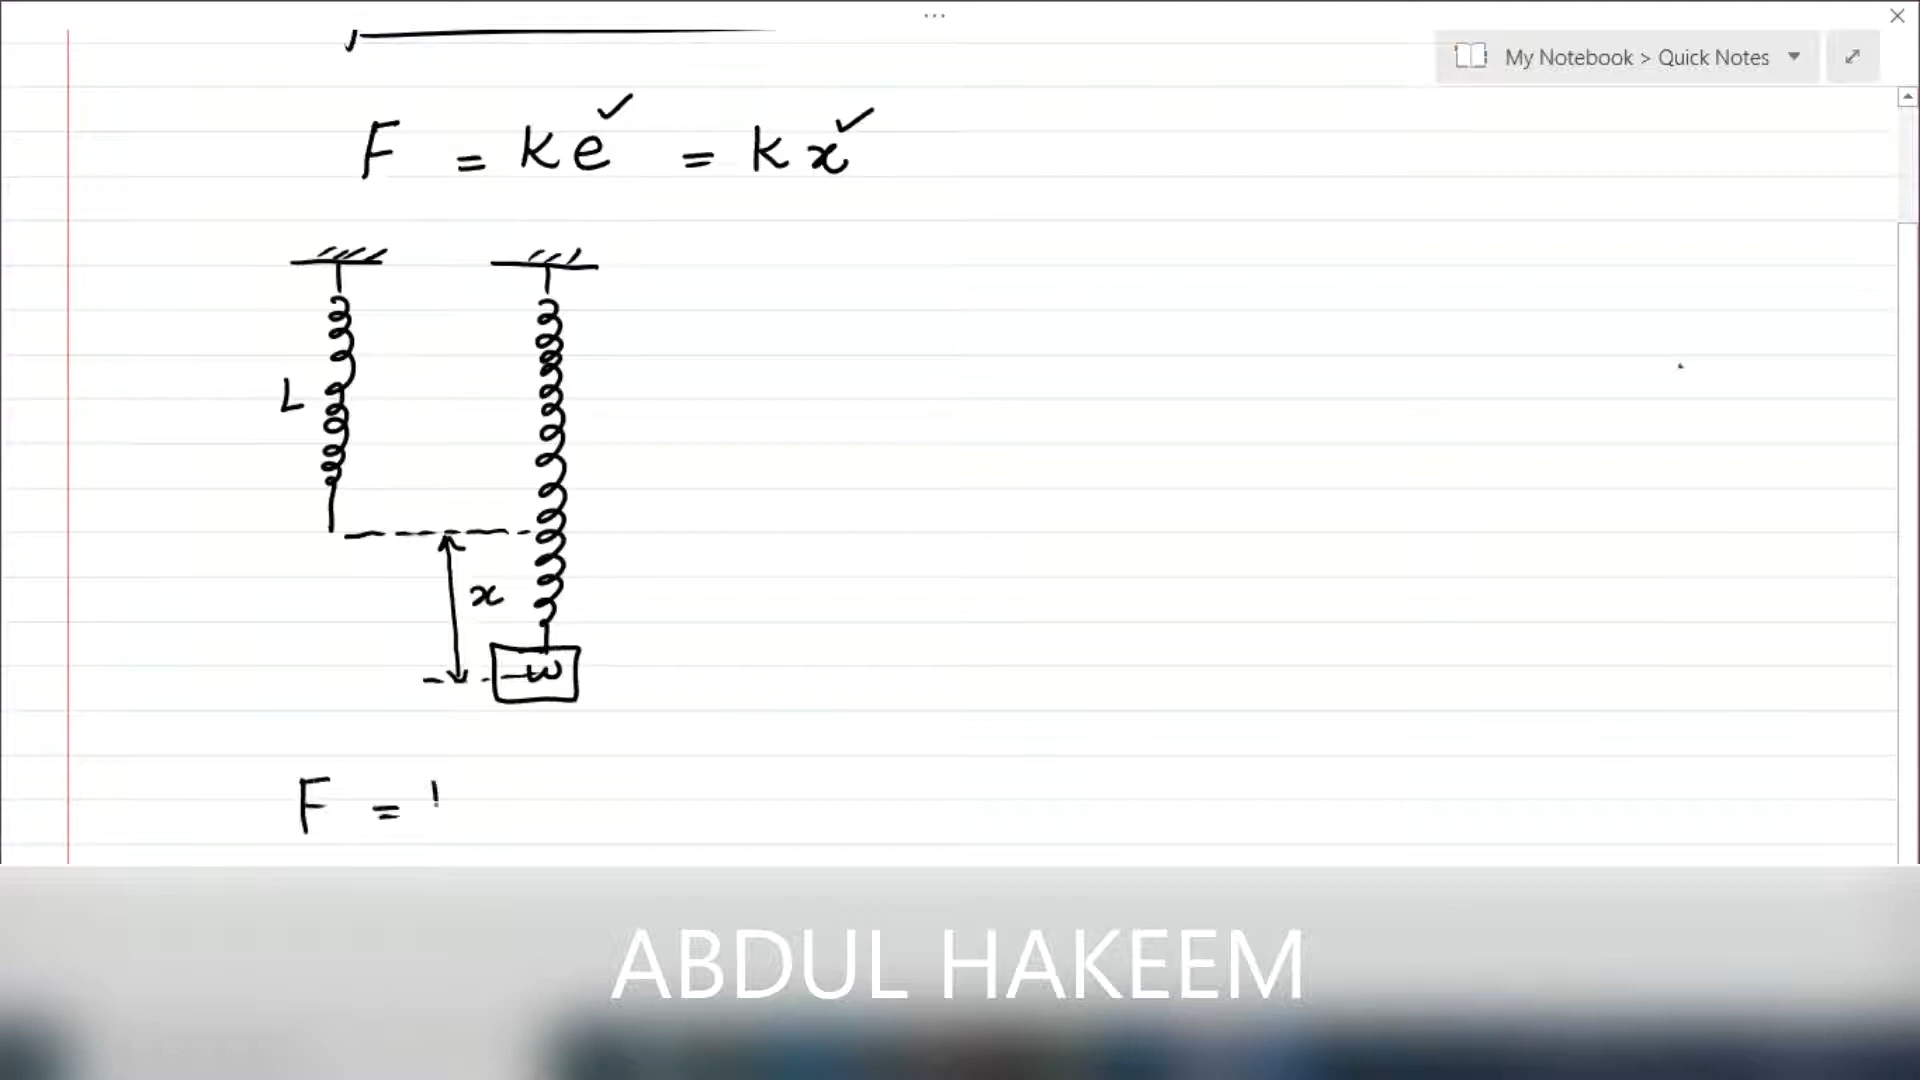 ...
My Notebook > Quick Notes
F = ke = kx
L
x
W
F =
ABDUL HAKEEM